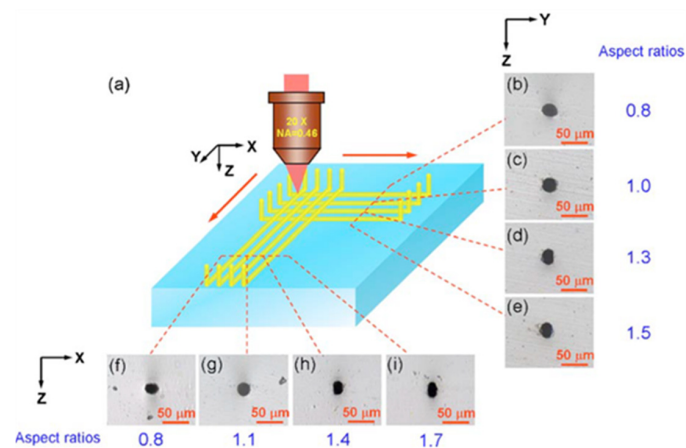 Y
Z
Aspect ratios
(a)
20 X
NA=0.46
X
Y
Z
(b)
50 μm
0.8
(c)
50 μm
1.0
(d)
50 μm
1.3
(e)
50 μm
1.5
X
Z
(f) (g) (h) (i)
50 μm 50 μm 50 μm 50 μm
Aspect ratios 0.8 1.1 1.4 1.7